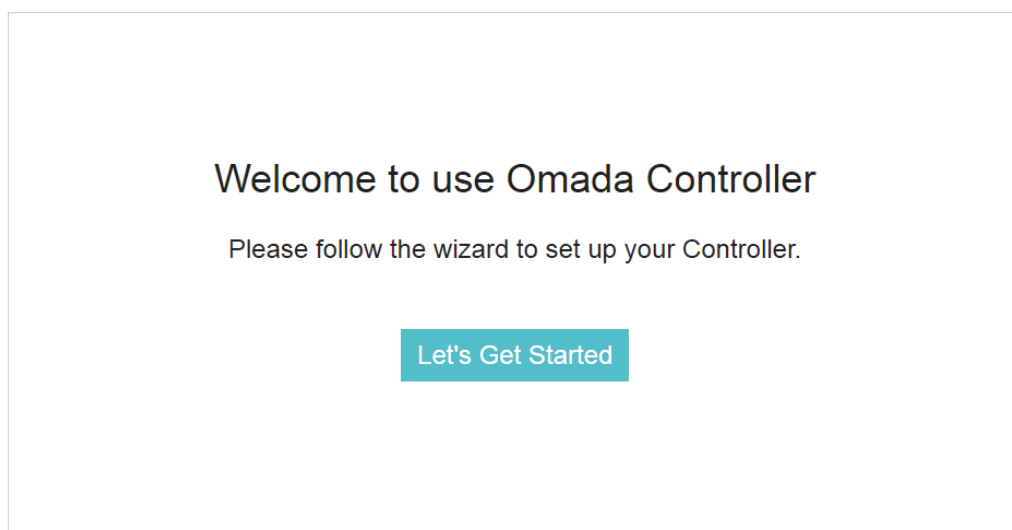 Welcome to use Omada Controller
Please follow the wizard to set up your Controller.
Let's Get Started